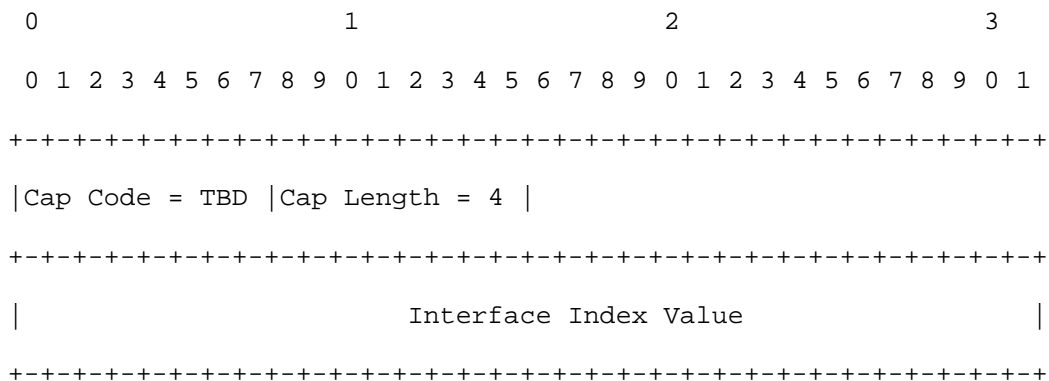 0                   1                   2                   3
 0 1 2 3 4 5 6 7 8 9 0 1 2 3 4 5 6 7 8 9 0 1 2 3 4 5 6 7 8 9 0 1
+-+-+-+-+-+-+-+-+-+-+-+-+-+-+-+-+-+-+-+-+-+-+-+-+-+-+-+-+-+-+-+-+
|Cap Code = TBD |Cap Length = 4 |
+-+-+-+-+-+-+-+-+-+-+-+-+-+-+-+-+-+-+-+-+-+-+-+-+-+-+-+-+-+-+-+-+
|                        Interface Index Value                  |
+-+-+-+-+-+-+-+-+-+-+-+-+-+-+-+-+-+-+-+-+-+-+-+-+-+-+-+-+-+-+-+-+